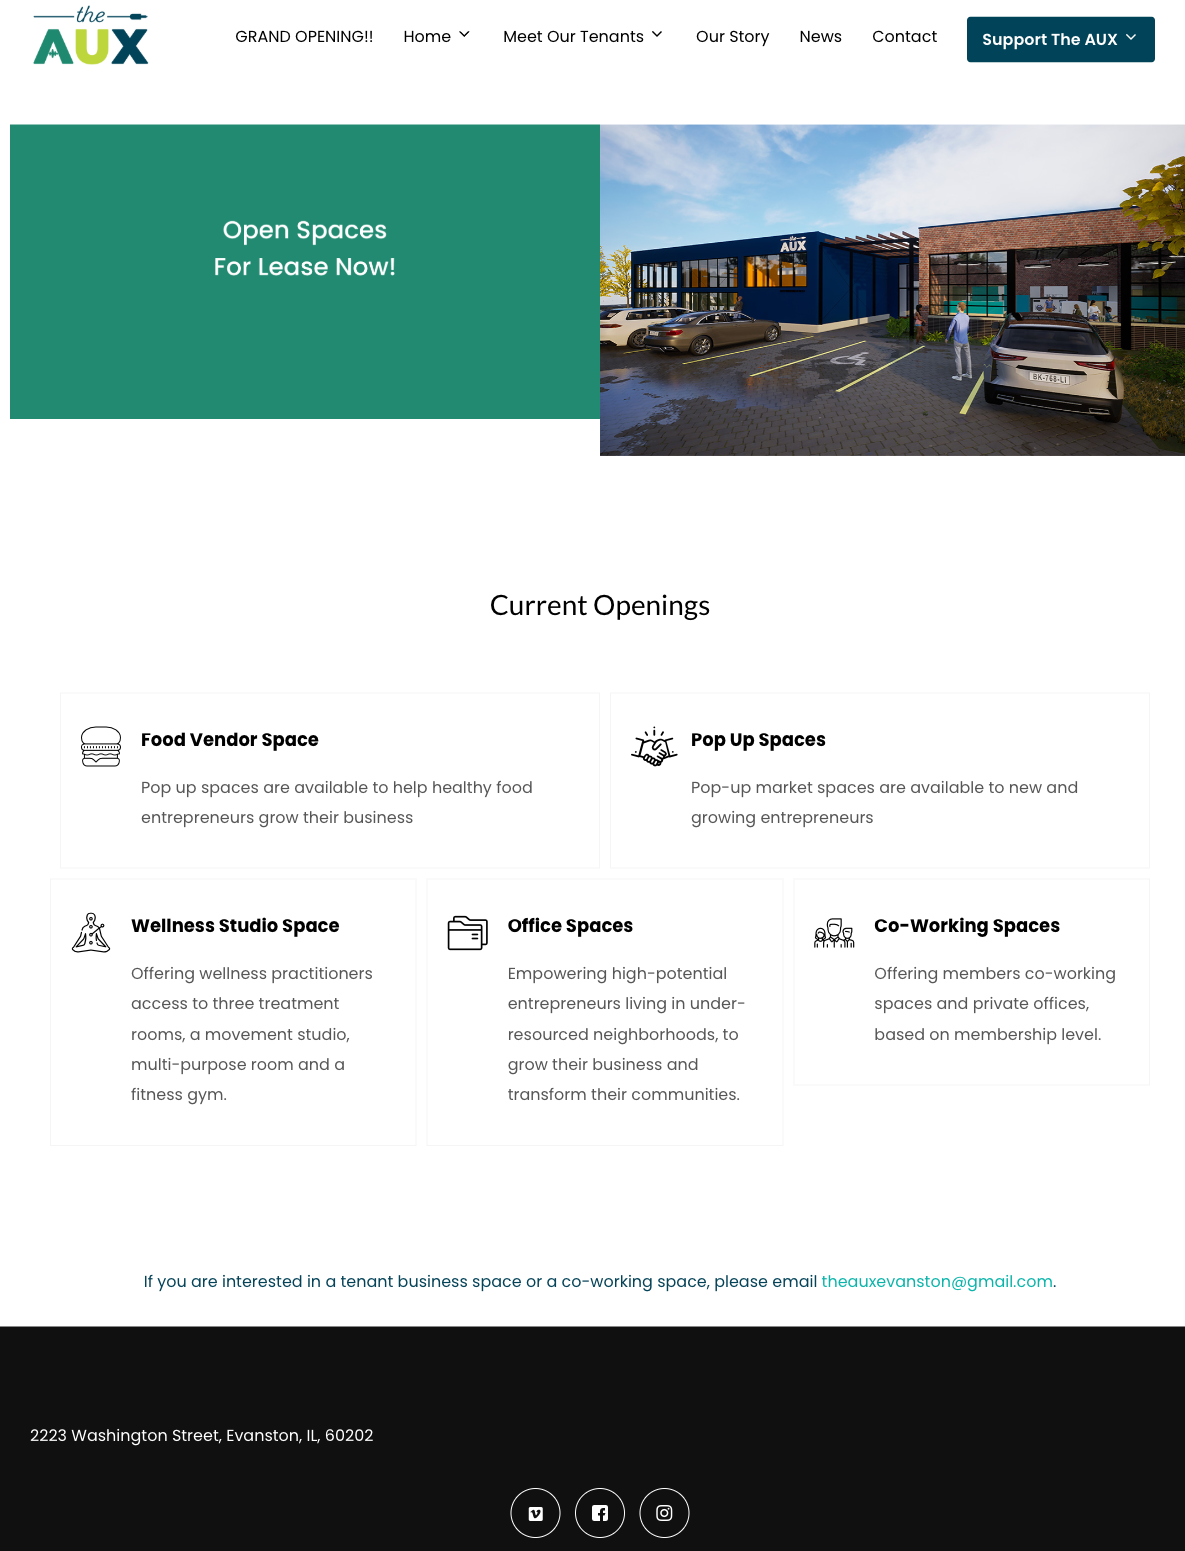 the
AUX
GRAND OPENING!!
Home
Meet Our Tenants
Our Story
News
Contact
Support The AUX
Open Spaces
For Lease Now!
the
AUX
BK-768-LI
Current Openings
Food Vendor Space
Pop up spaces are available to help healthy food
entrepreneurs grow their business
Pop Up Spaces
Pop-up market spaces are available to new and
growing entrepreneurs
Wellness Studio Space
Offering wellness practitioners
access to three treatment
rooms, a movement studio,
multi-purpose room and a
fitness gym.
Office Spaces
Empowering high-potential
entrepreneurs living in under-
resourced neighborhoods, to
grow their business and
transform their communities.
Co-Working Spaces
Offering members co-working
spaces and private offices,
based on membership level.
If you are interested in a tenant business space or a co-working space, please email theauxevanston@gmail.com.
2223 Washington Street, Evanston, IL, 60202